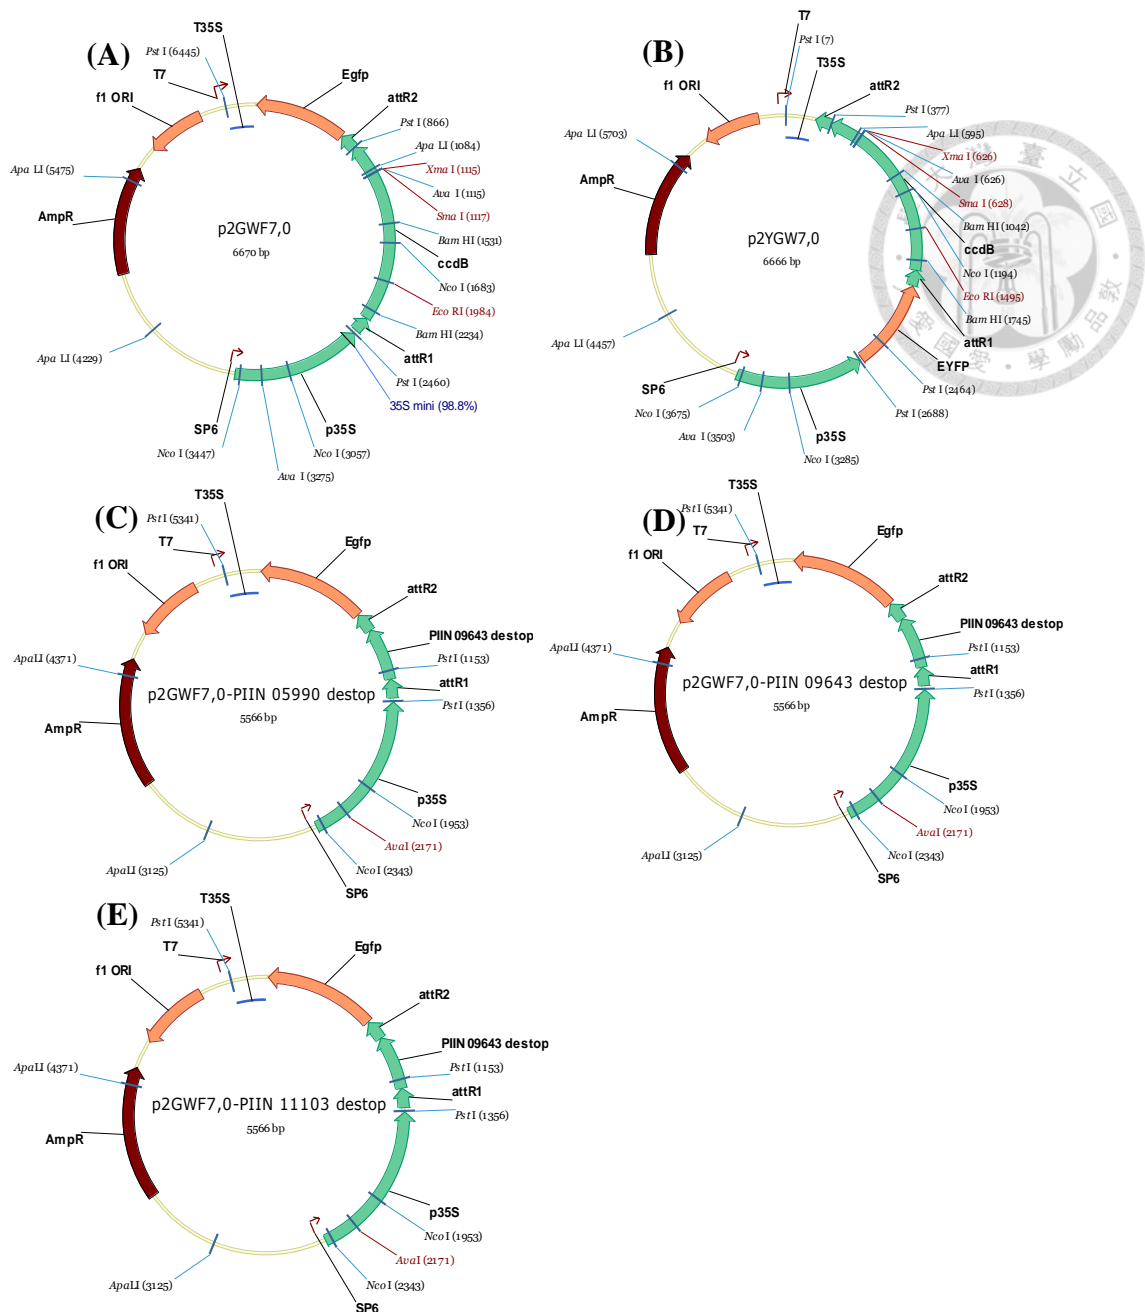 (A)
T35S
Pst I (6445)
T7
f1 ORI
Egfp
attR2
Pst I (866)
Apa LI (1084)
Xma I (1115)
Ava I (1115)
Sma I (1117)
Bam HI (1531)
ccdB
Nco I (1683)
Eco RI (1984)
Bam HI (2234)
attR1
Pst I (2460)
35S mini (98.8%)
p35S
Nco I (3057)
Ava I (3275)
Nco I (3447)
SP6
Apa LI (4229)
AmpR
Apa LI (5475)
p2GWF7,0
6670 bp
(B)
T7
Pst I (7)
T35S
f1 ORI
attR2
Pst I (377)
Apa LI (595)
Xma I (626)
Ava I (626)
Sma I (628)
Bam HI (1042)
ccdB
Nco I (1194)
Eco RI (1495)
Bam HI (1745)
attR1
EYFP
Pst I (2464)
Pst I (2688)
p35S
Nco I (3285)
Ava I (3503)
Nco I (3675)
SP6
Apa LI (4457)
AmpR
Apa LI (5703)
p2YGW7,0
6666 bp
臺灣
立
國
愛國愛 · 學勵品敦
(C)
T35S
PstI (5341)
T7
f1 ORI
Egfp
attR2
PIIN 09643 destop
PstI (1153)
attR1
PstI (1356)
p35S
NcoI (1953)
AvaI (2171)
NcoI (2343)
SP6
ApaLI (3125)
AmpR
ApaLI (4371)
p2GWF7,0-PIIN 05990 destop
5566 bp
(D)
T35S
PstI (5341)
T7
f1 ORI
Egfp
attR2
PIIN 09643 destop
PstI (1153)
attR1
PstI (1356)
p35S
NcoI (1953)
AvaI (2171)
NcoI (2343)
SP6
ApaLI (3125)
AmpR
ApaLI (4371)
p2GWF7,0-PIIN 09643 destop
5566 bp
(E)
T35S
PstI (5341)
T7
f1 ORI
Egfp
attR2
PIIN 09643 destop
PstI (1153)
attR1
PstI (1356)
p35S
NcoI (1953)
AvaI (2171)
NcoI (2343)
SP6
ApaLI (3125)
AmpR
ApaLI (4371)
p2GWF7,0-PIIN 11103 destop
5566 bp